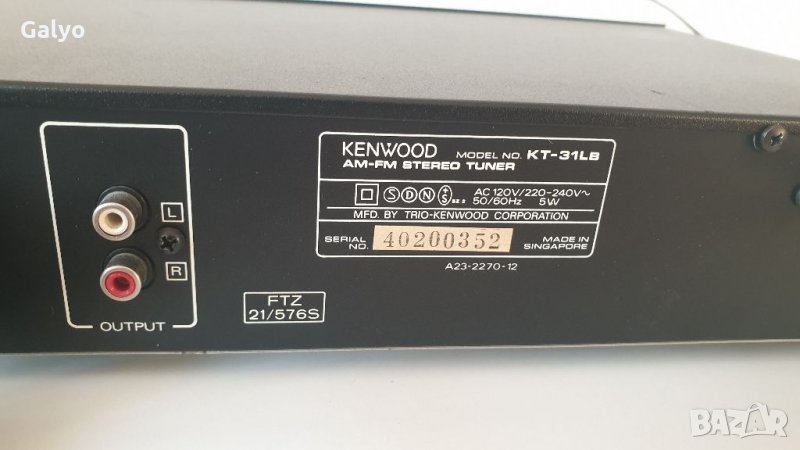 Galyo
KENWOOD MODEL NO. KT-31LB
AM-FM STEREO TUNER
S D N S AC 120V/220-240V~
50/60Hz 5W
MFD. BY TRIO-KENWOOD CORPORATION
SERIAL NO. 40200352 MADE IN SINGAPORE
A23-2270-12
L
R
OUTPUT
FTZ
21/576S
BAZAR